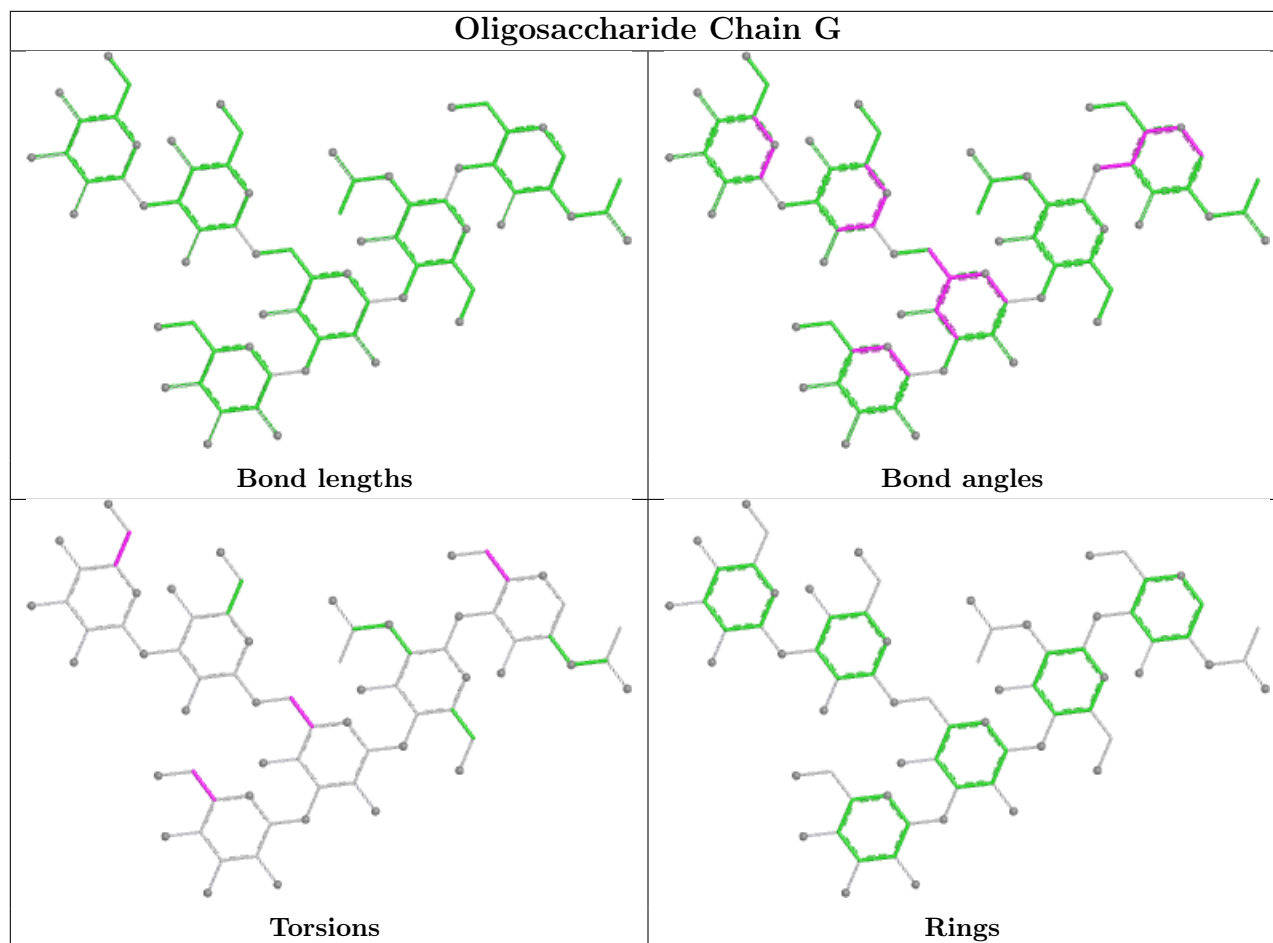 Oligosaccharide Chain G
Bond lengths
Bond angles
Torsions
Rings